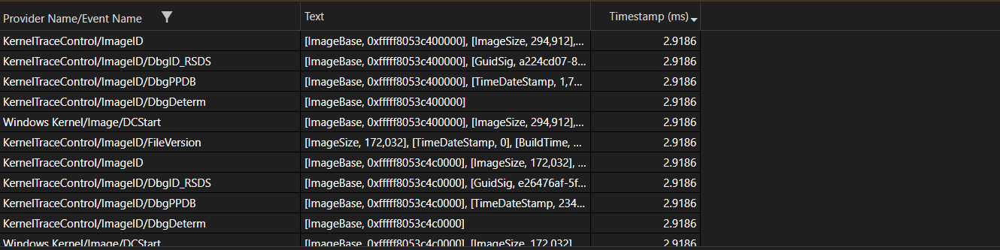 Provider Name/Event Name Text Timestamp (ms)
KernelTraceControl/ImageID [ImageBase, 0xfffff8053c400000], [ImageSize, 294,912],... 2.9186
KernelTraceControl/ImageID/DbgID_RSDS [ImageBase, 0xfffff8053c400000], [GuidSig, a224cd07-8... 2.9186
KernelTraceControl/ImageID/DbgPPDB [ImageBase, 0xfffff8053c400000], [TimeDateStamp, 1,7... 2.9186
KernelTraceControl/ImageID/DbgDeterm [ImageBase, 0xfffff8053c400000] 2.9186
Windows Kernel/Image/DCStart [ImageBase, 0xfffff8053c400000], [ImageSize, 294,912],... 2.9186
KernelTraceControl/ImageID/FileVersion [ImageSize, 172,032], [TimeDateStamp, 0], [BuildTime, ... 2.9186
KernelTraceControl/ImageID [ImageBase, 0xfffff8053c4c0000], [ImageSize, 172,032], ... 2.9186
KernelTraceControl/ImageID/DbgID_RSDS [ImageBase, 0xfffff8053c4c0000], [GuidSig, e26476af-5f... 2.9186
KernelTraceControl/ImageID/DbgPPDB [ImageBase, 0xfffff8053c4c0000], [TimeDateStamp, 234... 2.9186
KernelTraceControl/ImageID/DbgDeterm [ImageBase, 0xfffff8053c4c0000] 2.9186
Windows Kernel/Image/DCStart [ImageBase, 0xfffff8053c4c0000], [ImageSize, 172,032], 2.9186